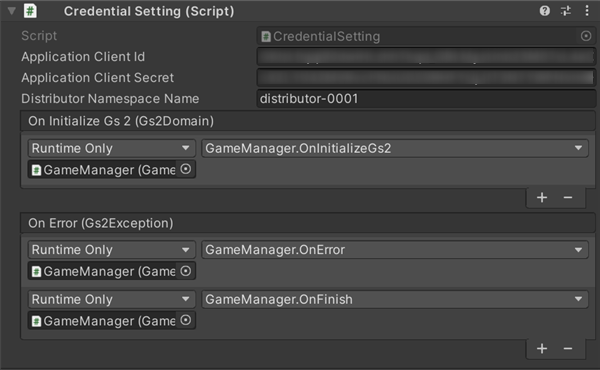 Credential Setting (Script)
Script CredentialSetting
Application Client Id
Application Client Secret
Distributor Namespace Name distributor-0001
On Initialize Gs 2 (Gs2Domain)
Runtime Only GameManager.OnInitializeGs2
GameManager (Game
On Error (Gs2Exception)
Runtime Only GameManager.OnError
GameManager (Game
Runtime Only GameManager.OnFinish
GameManager (Game